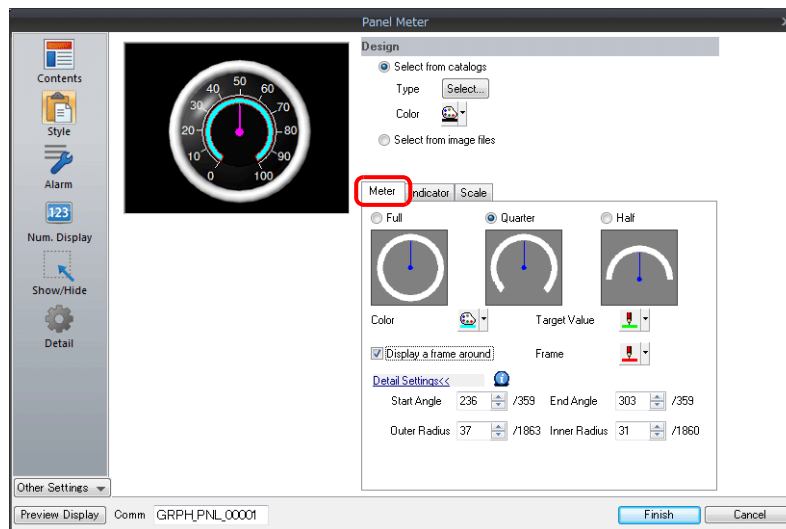 Panel Meter
Contents
Style
Alarm
123
Num. Display
Show/Hide
Detail
Other Settings
0
10
20
30
40
50
60
70
80
90
100
Design
Select from catalogs
Type Select...
Color
Select from image files
Meter Indicator Scale
Full Quarter Half
Color Target Value
Display a frame around Frame
Detail Settings<<
Start Angle 236 /359 End Angle 303 /359
Outer Radius 37 /1863 Inner Radius 31 /1860
Preview Display Comm GRPH_PNL_00001 Finish Cancel